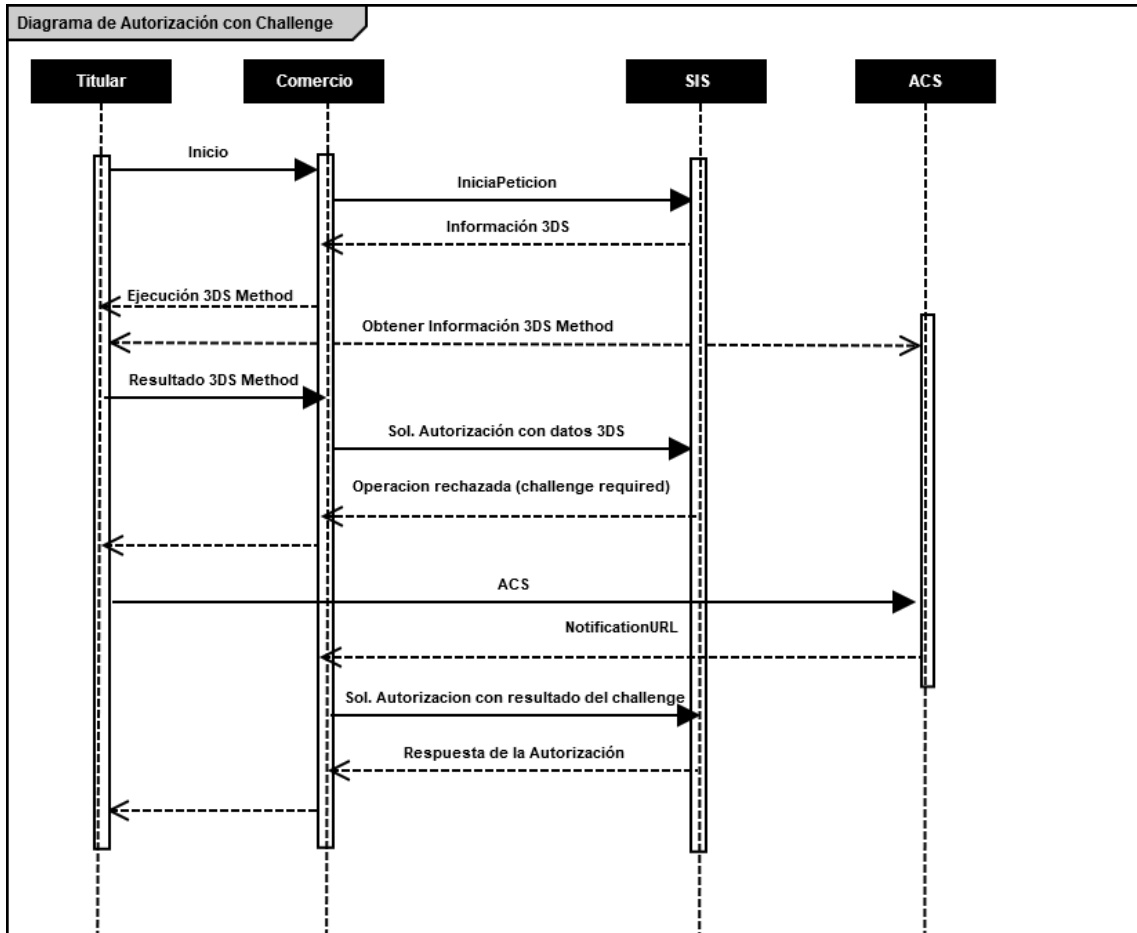 Diagrama de Autorización con Challenge
Titular
Comercio
SIS
ACS
Inicio
IniciaPeticion
Información 3DS
Ejecución 3DS Method
Obtener Información 3DS Method
Resultado 3DS Method
Sol. Autorización con datos 3DS
Operacion rechazada (challenge required)
ACS
NotificationURL
Sol. Autorizacion con resultado del challenge
Respuesta de la Autorización